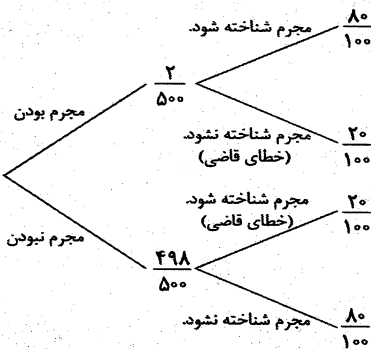 مجرم شناخته شود.
۸۰
۱۰۰
۲
۵۰۰
مجرم بودن
مجرم شناخته نشود.
(خطای قاضی)
۲۰
۱۰۰
مجرم شناخته شود.
(خطای قاضی)
۲۰
۱۰۰
مجرم نبودن
۴۹۸
۵۰۰
مجرم شناخته نشود.
۸۰
۱۰۰